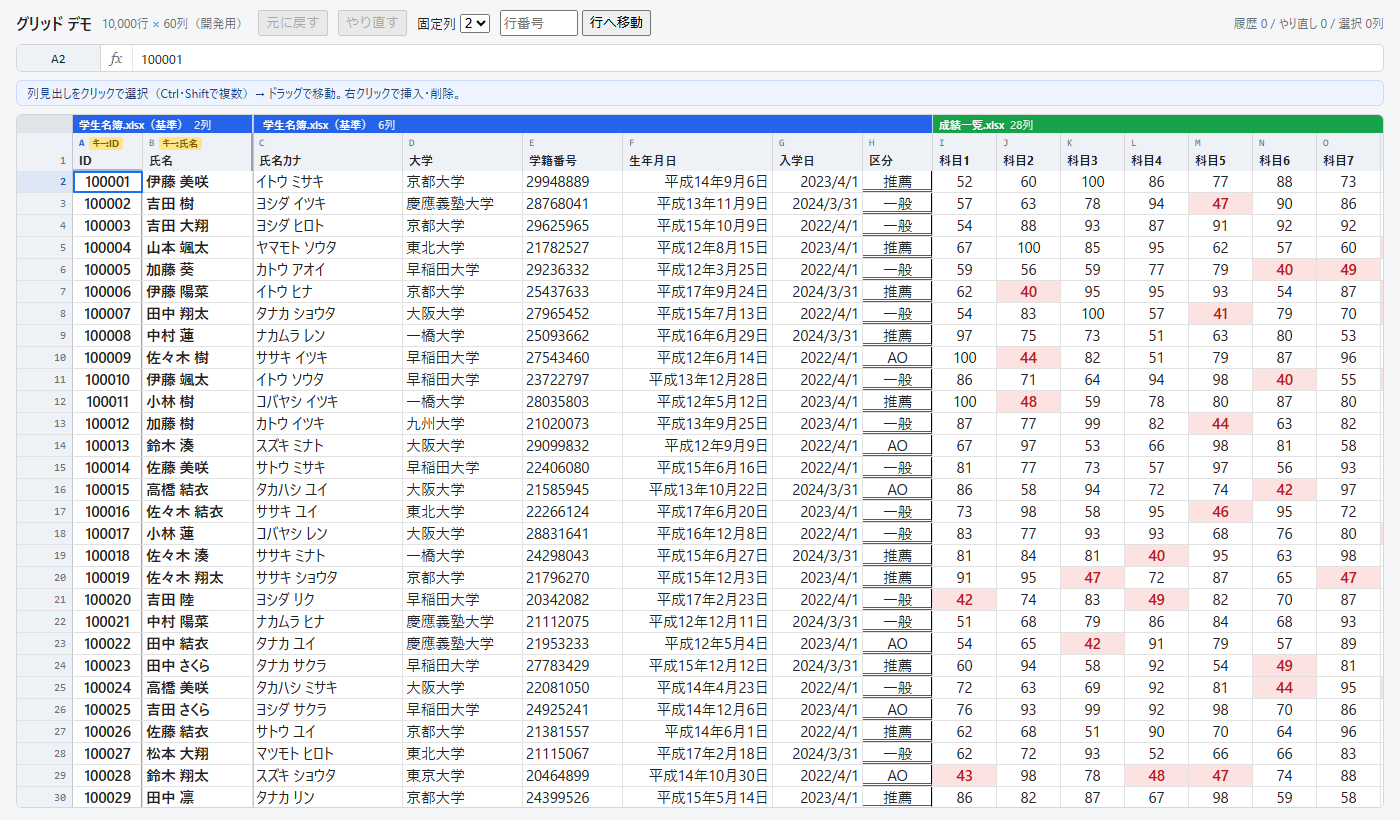 グリッド デモ 10,000行 × 60列（開発用） 元に戻す やり直す 固定列 2 行番号 行へ移動 履歴 0 / やり直し 0 / 選択 0列
A2 fx 100001
列見出しをクリックで選択（Ctrl・Shiftで複数）→ ドラッグで移動。右クリックで挿入・削除。
学生名簿.xlsx（基準） 2列 学生名簿.xlsx（基準） 6列 成績一覧.xlsx 28列
A キー:ID B キー:氏名 C D E F G H I J K L M N O
1 ID 氏名 氏名カナ 大学 学籍番号 生年月日 入学日 区分 科目1 科目2 科目3 科目4 科目5 科目6 科目7
2 100001 伊藤 美咲 イトウ ミサキ 京都大学 29948889 平成14年9月6日 2023/4/1 推薦 52 60 100 86 77 88 73
3 100002 吉田 樹 ヨシダ イツキ 慶應義塾大学 28768041 平成13年11月9日 2024/3/31 一般 57 63 78 94 47 90 86
4 100003 吉田 大翔 ヨシダ ヒロト 京都大学 29625965 平成15年10月9日 2022/4/1 一般 54 88 93 87 91 92 92
5 100004 山本 颯太 ヤマモト ソウタ 東北大学 21782527 平成12年8月15日 2023/4/1 推薦 67 100 85 95 62 57 60
6 100005 加藤 葵 カトウ アオイ 早稲田大学 29236332 平成12年3月25日 2022/4/1 一般 59 56 59 77 79 40 49
7 100006 伊藤 陽菜 イトウ ヒナ 京都大学 25437633 平成17年9月24日 2024/3/31 推薦 62 40 95 95 93 54 87
8 100007 田中 翔太 タナカ ショウタ 大阪大学 27965452 平成15年7月13日 2022/4/1 一般 54 83 100 57 41 79 70
9 100008 中村 蓮 ナカムラ レン 一橋大学 25093662 平成16年6月29日 2024/3/31 推薦 97 75 73 51 63 80 53
10 100009 佐々木 樹 ササキ イツキ 早稲田大学 27543460 平成12年6月14日 2022/4/1 AO 100 44 82 51 79 87 96
11 100010 伊藤 颯太 イトウ ソウタ 早稲田大学 23722797 平成13年12月28日 2022/4/1 一般 86 71 64 94 98 40 55
12 100011 小林 樹 コバヤシ イツキ 一橋大学 28035803 平成12年5月12日 2023/4/1 推薦 100 48 59 78 80 87 80
13 100012 加藤 樹 カトウ イツキ 九州大学 21020073 平成13年9月25日 2023/4/1 一般 87 77 99 82 44 63 82
14 100013 鈴木 湊 スズキ ミナト 大阪大学 29099832 平成12年9月9日 2022/4/1 AO 67 97 53 66 98 81 58
15 100014 佐藤 美咲 サトウ ミサキ 早稲田大学 22406080 平成15年6月16日 2022/4/1 一般 81 77 73 57 97 56 93
16 100015 高橋 結衣 タカハシ ユイ 大阪大学 21585945 平成13年10月22日 2024/3/31 AO 86 58 94 72 74 42 97
17 100016 佐々木 結衣 ササキ ユイ 東北大学 22266124 平成17年6月20日 2023/4/1 一般 73 98 58 95 46 95 72
18 100017 小林 蓮 コバヤシ レン 大阪大学 28831641 平成16年12月8日 2022/4/1 一般 83 77 93 93 68 76 80
19 100018 佐々木 湊 ササキ ミナト 一橋大学 24298043 平成15年6月27日 2024/3/31 推薦 81 84 81 40 95 63 98
20 100019 佐々木 翔太 ササキ ショウタ 京都大学 21796270 平成15年12月3日 2023/4/1 推薦 91 95 47 72 87 65 47
21 100020 吉田 陸 ヨシダ リク 早稲田大学 20342082 平成17年2月23日 2022/4/1 一般 42 74 83 49 82 70 87
22 100021 中村 陽菜 ナカムラ ヒナ 慶應義塾大学 21112075 平成12年12月11日 2024/3/31 一般 51 68 79 86 84 68 93
23 100022 田中 結衣 タナカ ユイ 慶應義塾大学 21953233 平成12年5月4日 2023/4/1 AO 54 65 42 91 79 57 89
24 100023 田中 さくら タナカ サクラ 早稲田大学 27783429 平成15年12月12日 2024/3/31 推薦 60 94 58 92 54 49 81
25 100024 高橋 美咲 タカハシ ミサキ 大阪大学 22081050 平成14年4月23日 2022/4/1 一般 72 63 69 92 81 44 95
26 100025 吉田 さくら ヨシダ サクラ 早稲田大学 24925241 平成14年12月6日 2023/4/1 AO 76 93 99 92 98 70 86
27 100026 佐藤 結衣 サトウ ユイ 京都大学 21381557 平成14年6月1日 2022/4/1 推薦 62 68 51 90 70 64 96
28 100027 松本 大翔 マツモト ヒロト 東北大学 21115067 平成17年2月18日 2024/3/31 一般 62 72 93 52 66 66 83
29 100028 鈴木 翔太 スズキ ショウタ 東京大学 20464899 平成14年10月30日 2022/4/1 AO 43 98 78 48 47 74 88
30 100029 田中 凛 タナカ リン 京都大学 24399526 平成15年5月14日 2023/4/1 推薦 86 82 87 67 98 59 58